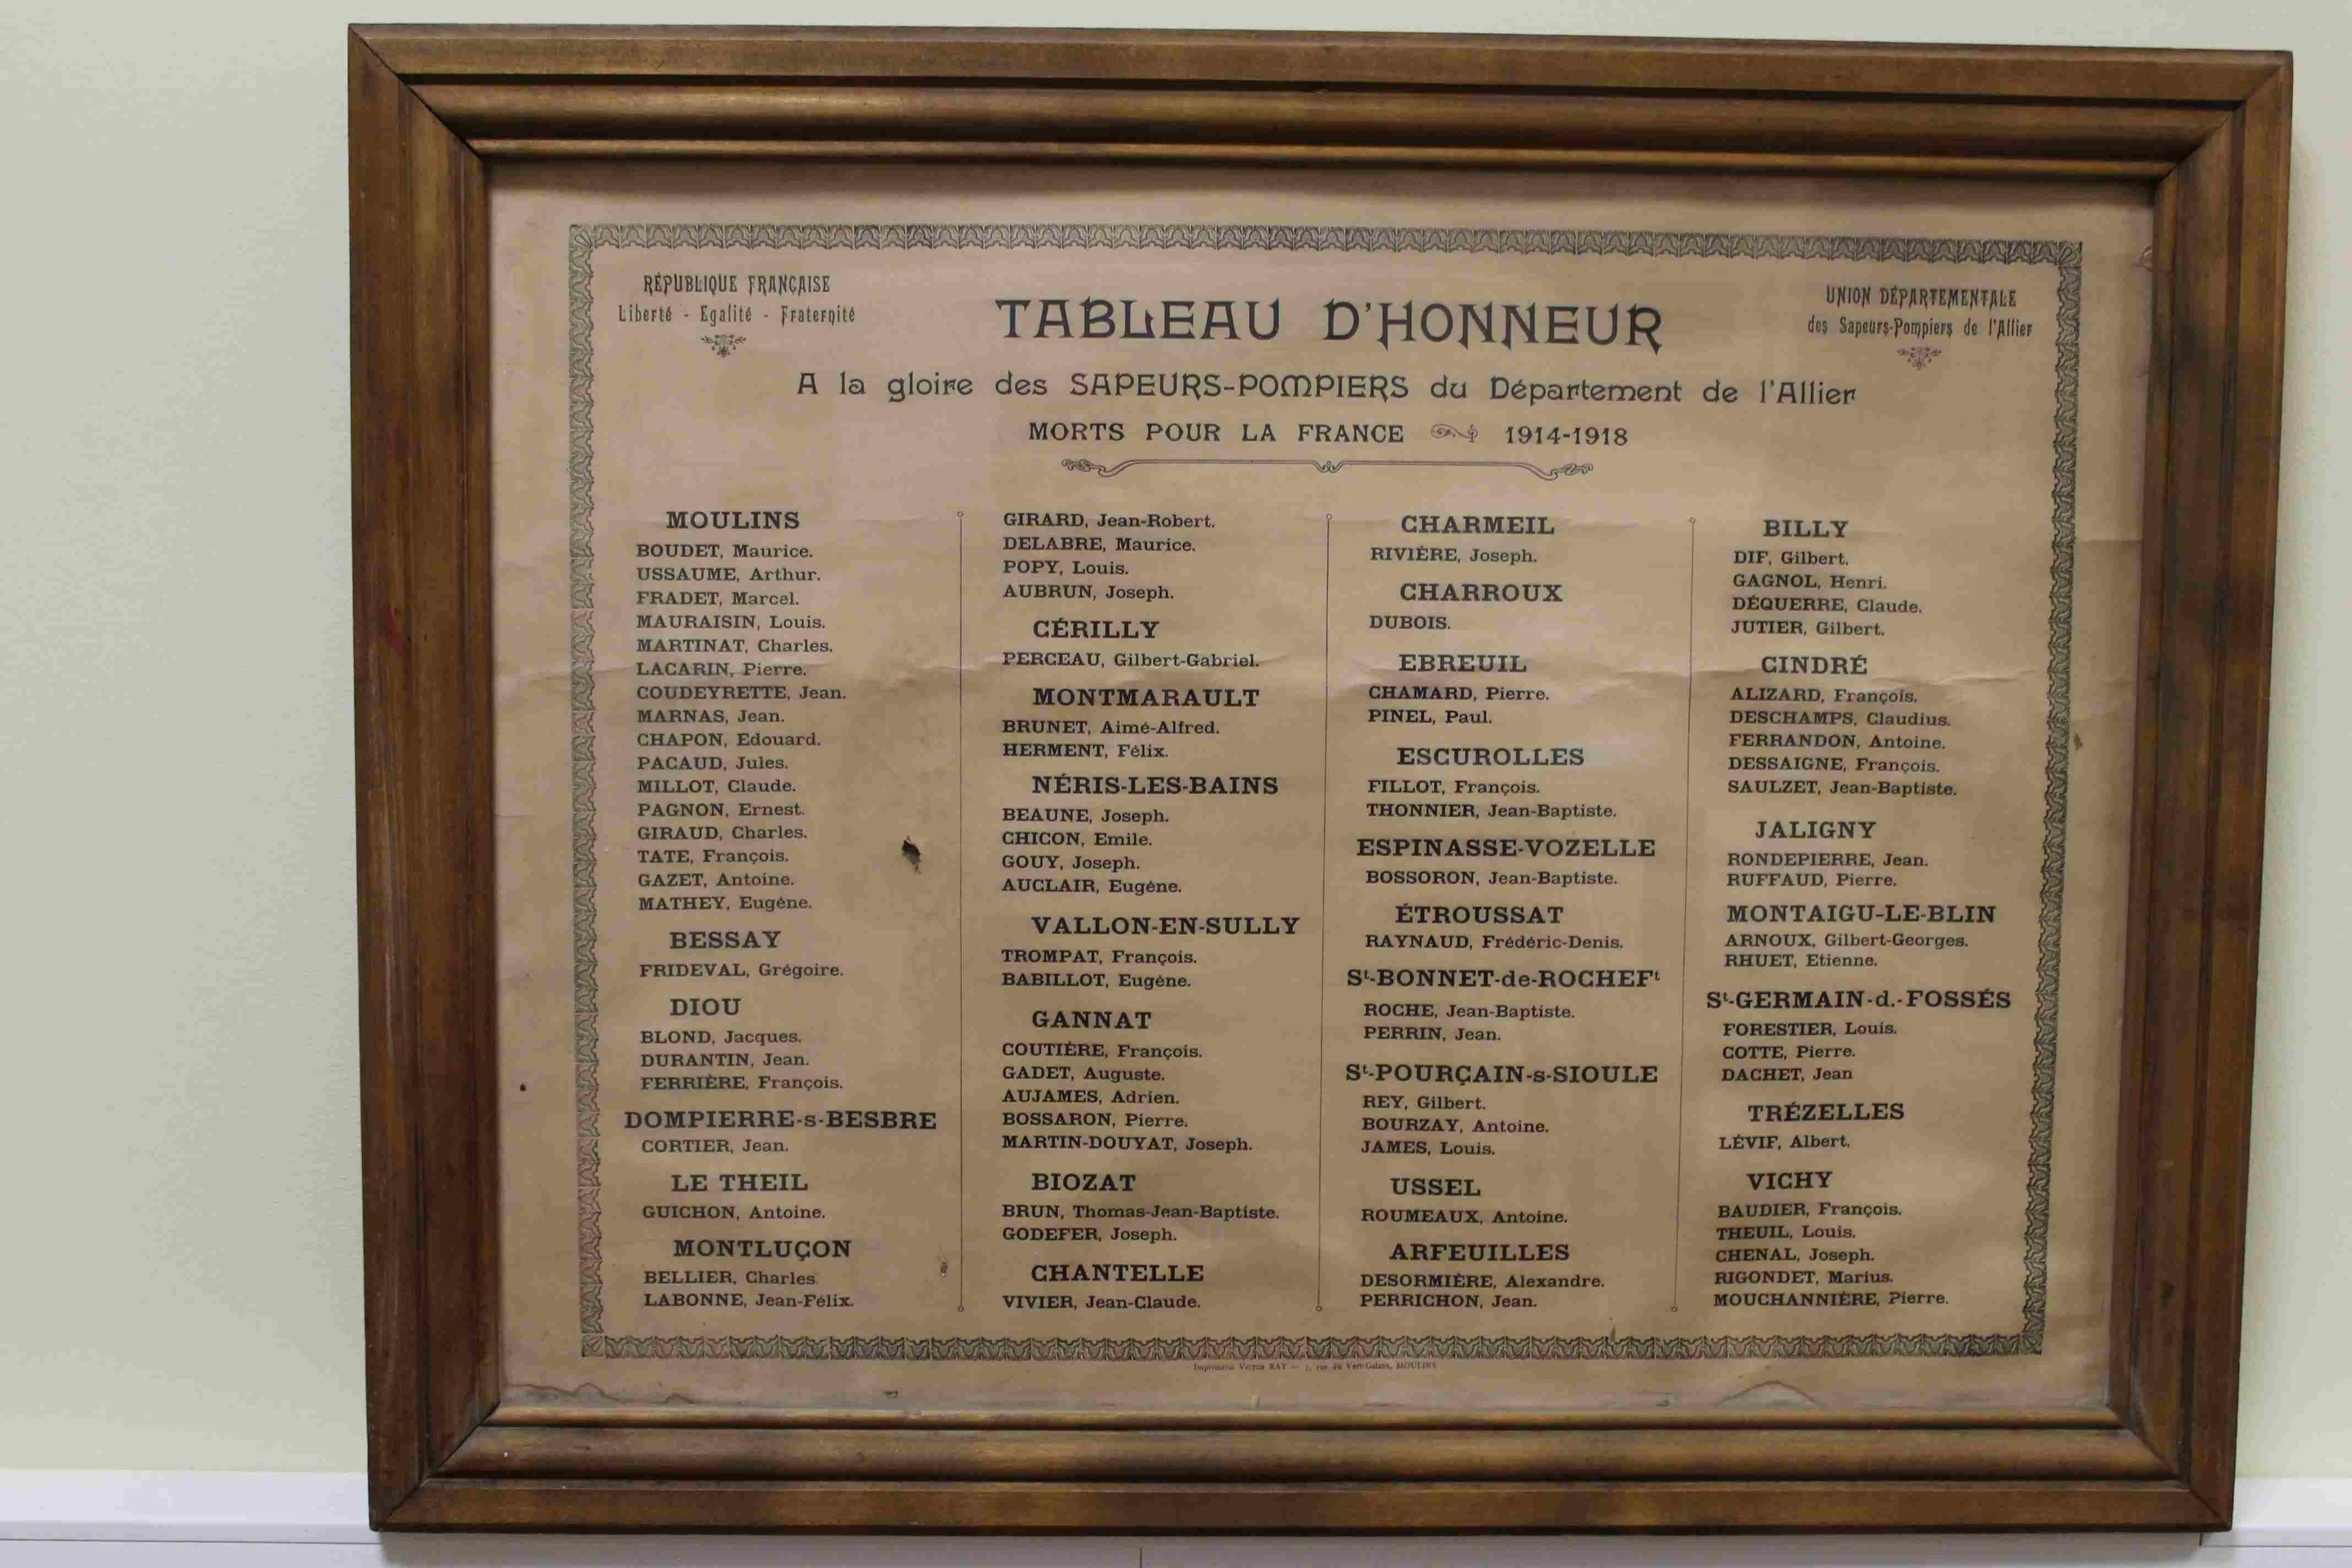 RÉPUBLIQUE FRANÇAISE
Liberté - Egalité - Fraternité
UNION DÉPARTEMENTALE
des Sapeurs-Pompiers de l'Allier
TABLEAU D'HONNEUR
A la gloire des SAPEURS-POMPIERS du Département de l'Allier
MORTS POUR LA FRANCE 1914-1918
MOULINS
BOUDET, Maurice.
USSAUME, Arthur.
FRADET, Marcel.
MAURAISIN, Louis.
MARTINAT, Charles.
LACARIN, Pierre.
COUDEYRETTE, Jean.
MARNAS, Jean.
CHAPON, Edouard.
PACAUD, Jules.
MILLOT, Claude.
PAGNON, Ernest.
GIRAUD, Charles.
TATE, François.
GAZET, Antoine.
MATHEY, Eugène.
BESSAY
FRIDEVAL, Grégoire.
DIOU
BLOND, Jacques.
DURANTIN, Jean.
FERRIÈRE, François.
DOMPIERRE-s-BESBRE
CORTIER, Jean.
LE THEIL
GUICHON, Antoine.
MONTLUÇON
BELLIER, Charles.
LABONNE, Jean-Félix.
GIRARD, Jean-Robert.
DELABRE, Maurice.
POPY, Louis.
AUBRUN, Joseph.
CÉRILLY
PERCEAU, Gilbert-Gabriel.
MONTMARAULT
BRUNET, Aimé-Alfred.
HERMENT, Félix.
NÉRIS-LES-BAINS
BEAUNE, Joseph.
CHICON, Emile.
GOUY, Joseph.
AUCLAIR, Eugène.
VALLON-EN-SULLY
TROMPAT, François.
BABILLOT, Eugène.
GANNAT
COUTIÈRE, François.
GADET, Auguste.
AUJAMES, Adrien.
BOSSARON, Pierre.
MARTIN-DOUYAT, Joseph.
BIOZAT
BRUN, Thomas-Jean-Baptiste.
GODEFER, Joseph.
CHANTELLE
VIVIER, Jean-Claude.
CHARMEIL
RIVIÈRE, Joseph.
CHARROUX
DUBOIS.
EBREUIL
CHAMARD, Pierre.
PINEL, Paul.
ESCUROLLES
FILLOT, François.
THONNIER, Jean-Baptiste.
ESPINASSE-VOZELLE
BOSSORON, Jean-Baptiste.
ÉTROUSSAT
RAYNAUD, Frédéric-Denis.
St-BONNET-de-ROCHEFt
ROCHE, Jean-Baptiste.
PERRIN, Jean.
St-POURÇAIN-s-SIOULE
REY, Gilbert.
BOURZAY, Antoine.
JAMES, Louis.
USSEL
ROUMEAUX, Antoine.
ARFEUILLES
DESORMIÈRE, Alexandre.
PERRICHON, Jean.
BILLY
DIF, Gilbert.
GAGNOL, Henri.
DÉQUERRE, Claude.
JUTIER, Gilbert.
CINDRÉ
ALIZARD, François.
DESCHAMPS, Claudius.
FERRANDON, Antoine.
DESSAIGNE, François.
SAULZET, Jean-Baptiste.
JALIGNY
RONDEPIERRE, Jean.
RUFFAUD, Pierre.
MONTAIGU-LE-BLIN
ARNOUX, Gilbert-Georges.
RHUET, Etienne.
St-GERMAIN-d.-FOSSÉS
FORESTIER, Louis.
COTTE, Pierre.
DACHET, Jean
TRÉZELLES
LÉVIF, Albert.
VICHY
BAUDIER, François.
THEUIL, Louis.
CHENAL, Joseph.
RIGONDET, Marius.
MOUCHANNIÈRE, Pierre.
Imprimerie Victor RAY — rue du Vert-Galant, MOULINS